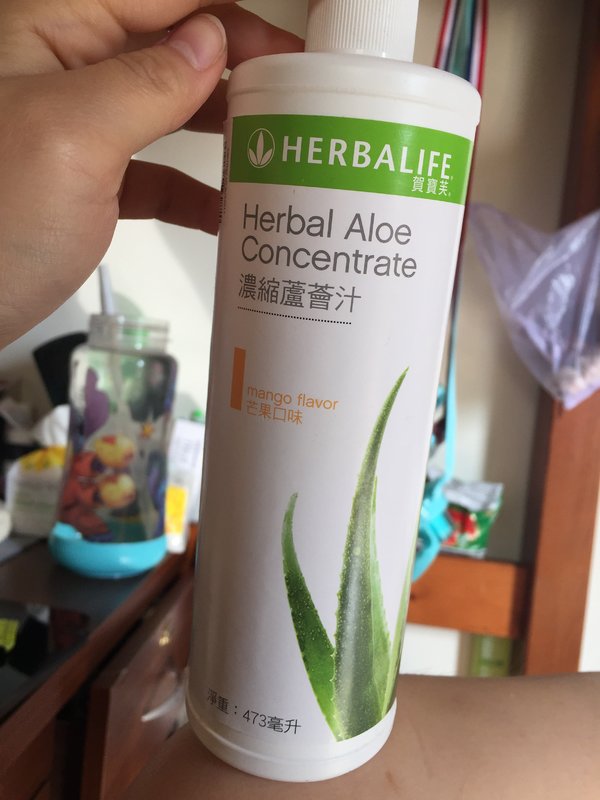 HERBALIFE
賀寶芙
Herbal Aloe
Concentrate
濃縮蘆薈汁
mango flavor
芒果口味
淨重：473毫升